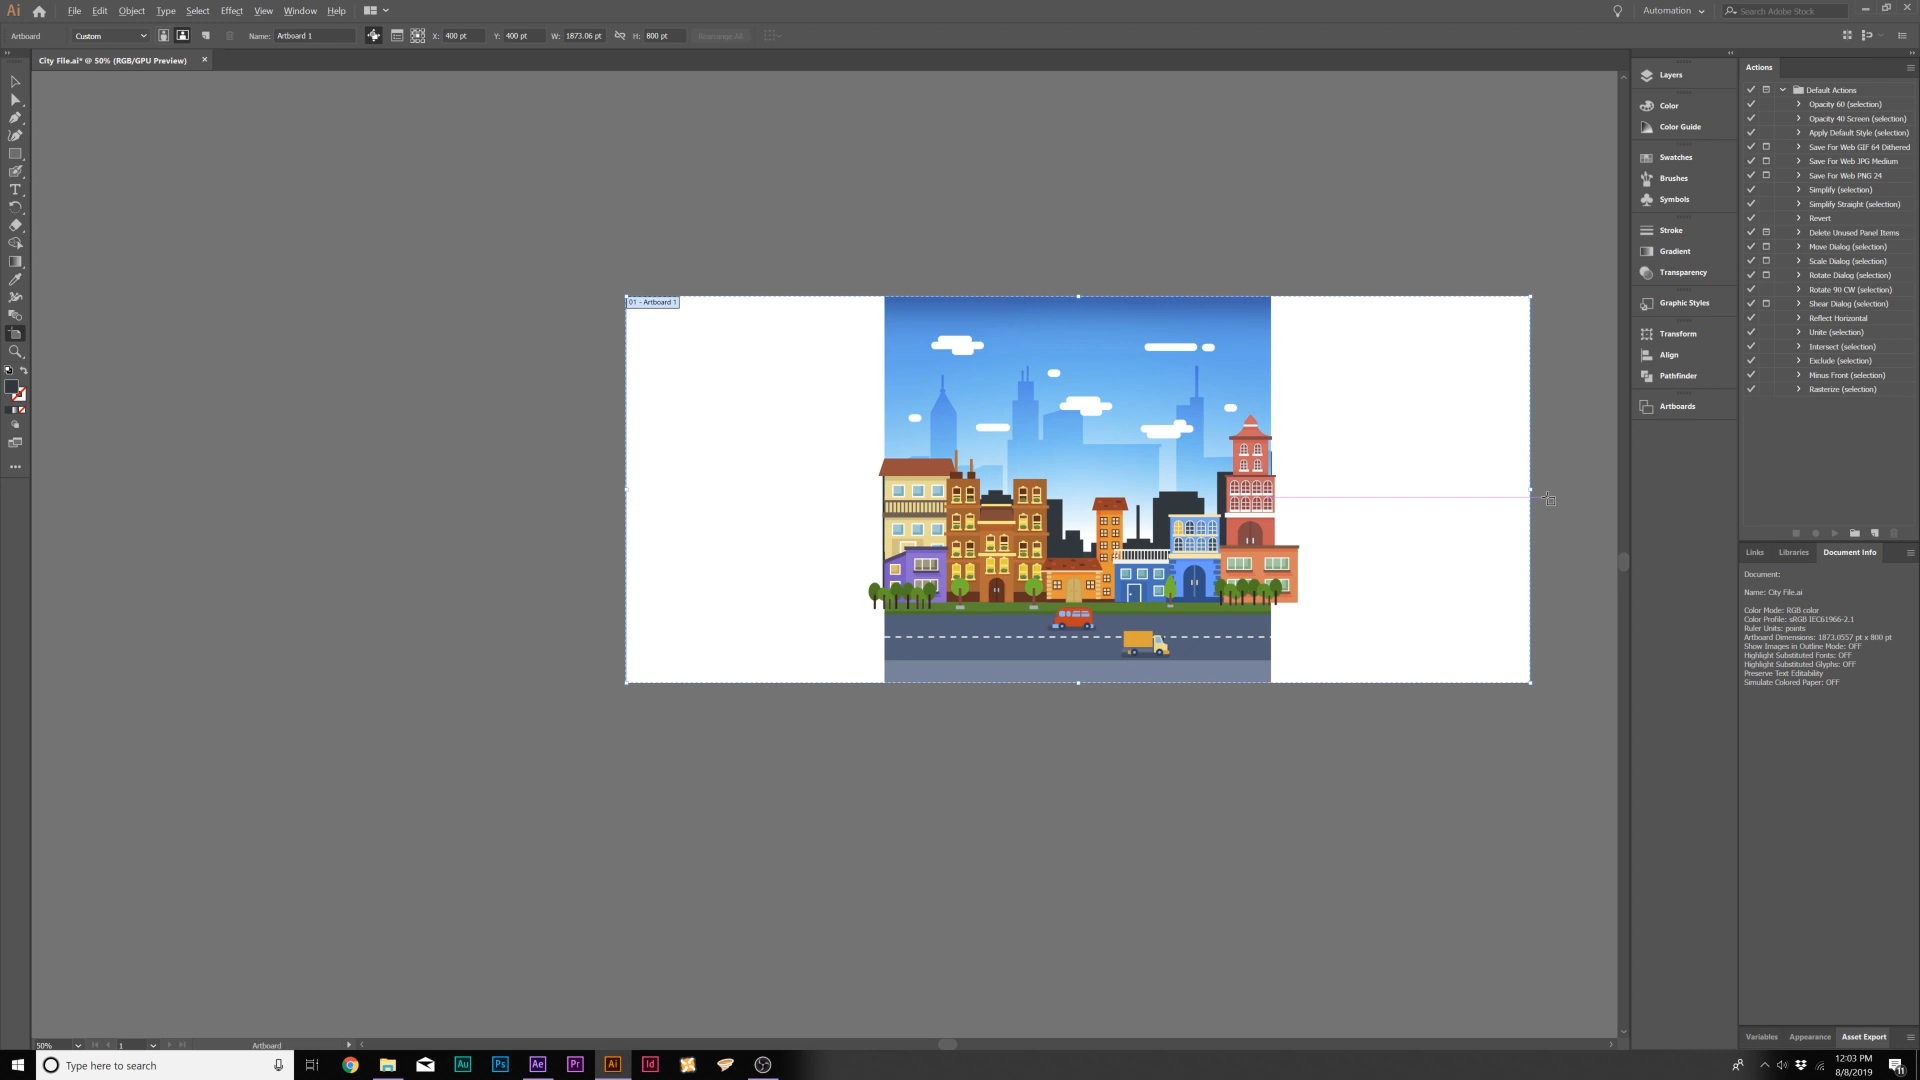 Ai File Edit Object Type Select Effect View Window Help Automation Search Adobe Stock
Artboard Custom Name: Artboard 1 X: 400 pt Y: 400 pt W: 1873.06 pt H: 800 pt Rearrange All
City File.ai* @ 50% (RGB/GPU Preview)
01 - Artboard 1
Layers
Color
Color Guide
Swatches
Brushes
Symbols
Stroke
Gradient
Transparency
Graphic Styles
Transform
Align
Pathfinder
Artboards
Actions
Default Actions
Opacity 60 (selection)
Opacity 40 Screen (selection)
Apply Default Style (selection)
Save For Web GIF 64 Dithered
Save For Web JPG Medium
Save For Web PNG 24
Simplify (selection)
Simplify Straight (selection)
Revert
Delete Unused Panel Items
Move Dialog (selection)
Scale Dialog (selection)
Rotate Dialog (selection)
Rotate 90 CW (selection)
Shear Dialog (selection)
Reflect Horizontal
Unite (selection)
Intersect (selection)
Exclude (selection)
Minus Front (selection)
Rasterize (selection)
Links Libraries Document Info
Document:
Name: City File.ai
Color Mode: RGB color
Color Profile: sRGB IEC61966-2.1
Ruler Units: points
Artboard Dimensions: 1873.0557 pt x 800 pt
Show Images in Outline Mode: OFF
Highlight Substituted Fonts: OFF
Highlight Substituted Glyphs: OFF
Preserve Text Editability
Simulate Colored Paper: OFF
Variables Appearance Asset Export
50% 1 Artboard
Type here to search Au Ps Ae Pr Ai Id
12:03 PM
8/8/2019
11